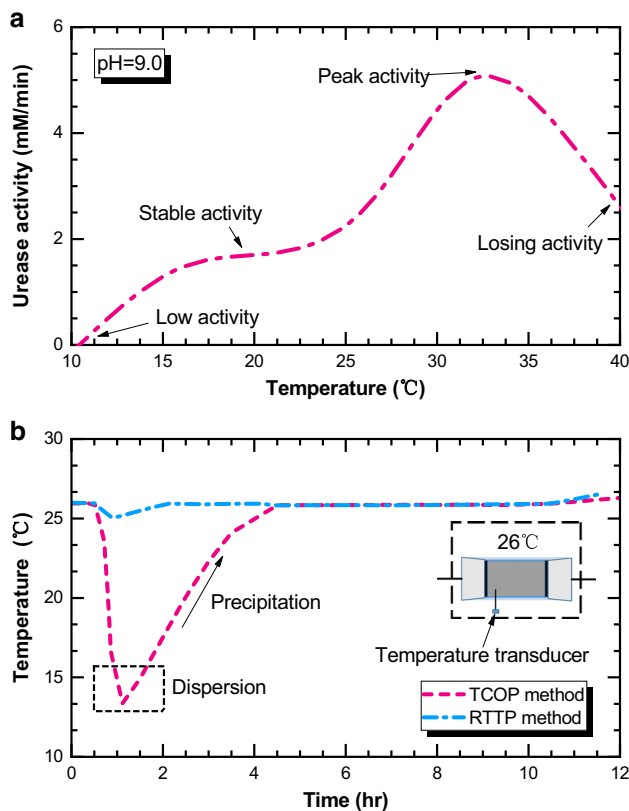 a
pH=9.0
Peak activity
Stable activity
Low activity
Losing activity
Urease activity (mM/min)
6
4
2
0
10 15 20 25 30 35 40
Temperature (℃)
b
30
25
20
15
10
Temperature (℃)
26℃
Precipitation
Temperature transducer
Dispersion
TCOP method
RTTP method
0 2 4 6 8 10 12
Time (hr)